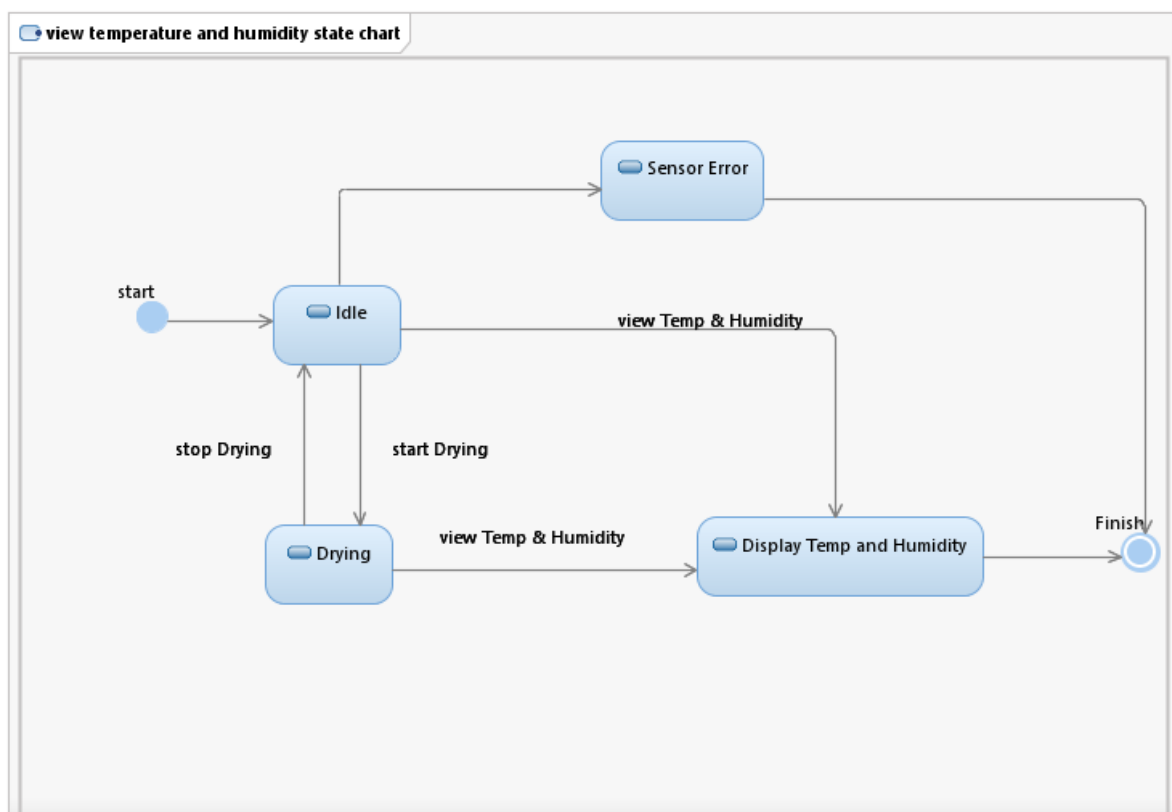 view temperature and humidity state chart
Sensor Error
start
Idle
view Temp & Humidity
stop Drying
start Drying
Finish
view Temp & Humidity
Drying
Display Temp and Humidity